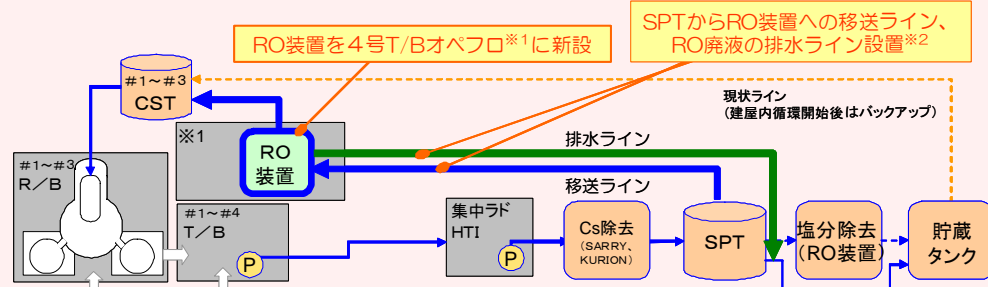 RO装置を４号T/Bオペフロ※1に新設
SPTからRO装置への移送ライン、
RO廃液の排水ライン設置※2
#1～#3
CST
現状ライン
（建屋内循環開始後はバックアップ）
※1
RO
装置
排水ライン
移送ライン
#1～#3
R／B
#1～#4
T／B
P
集中ラド
HTI
P
Cs除去
(SARRY、
KURION)
SPT
塩分除去
(RO装置)
貯蔵
タンク